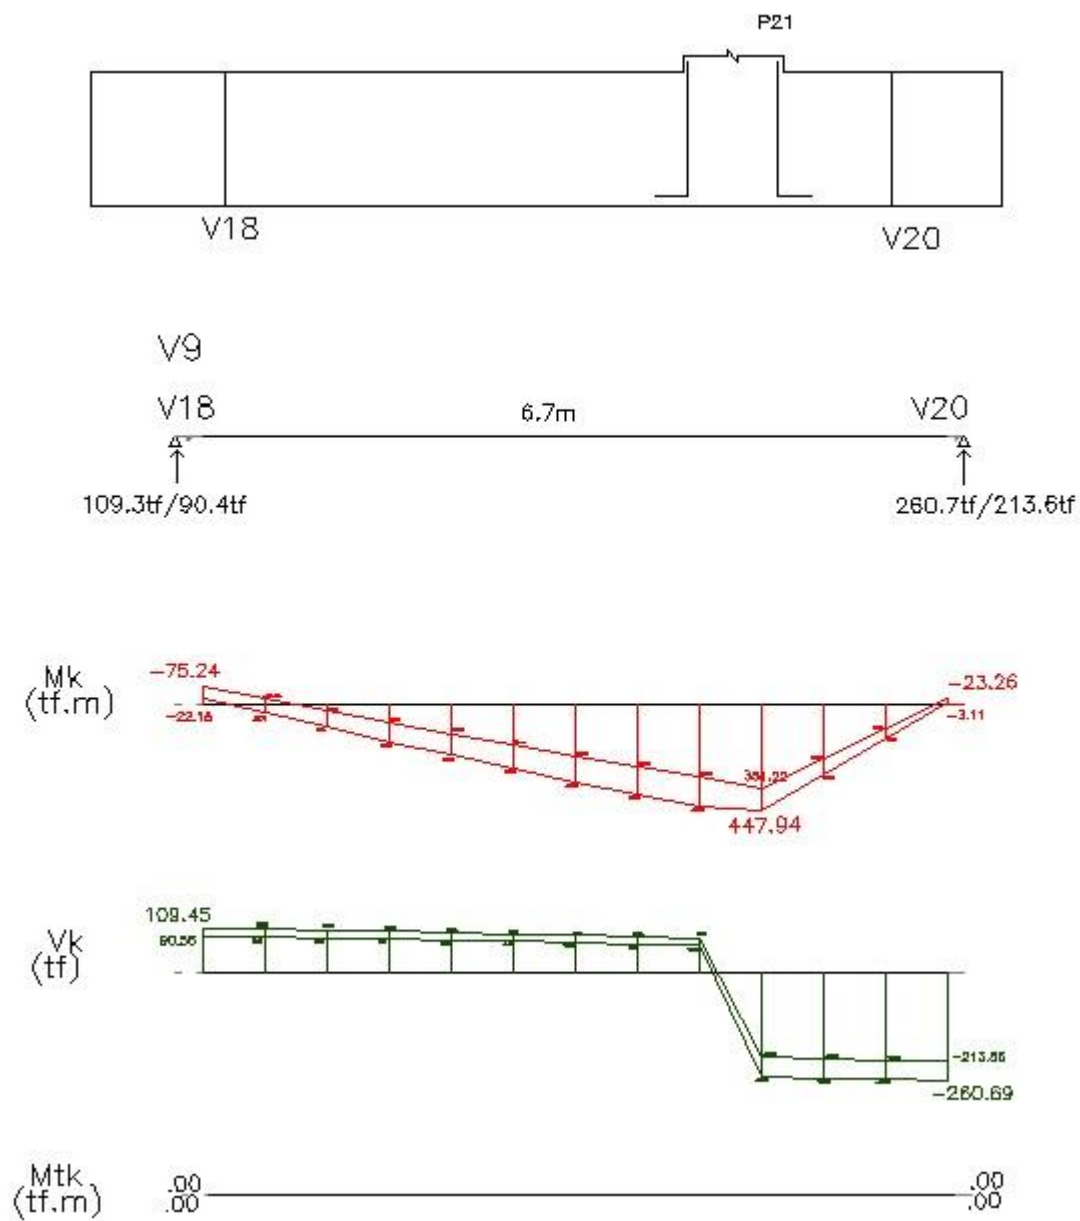 P21
V18
V20
V9
V18 6.7m V20
109.3tf/90.4tf 260.7tf/213.6tf
Mk
(tf.m)
-75.24
-22.18
-23.26
-3.11
447.94
Vk
(tf)
109.45
90.56
-213.86
-260.69
Mtk
(tf.m)
.00
.00
.00
.00